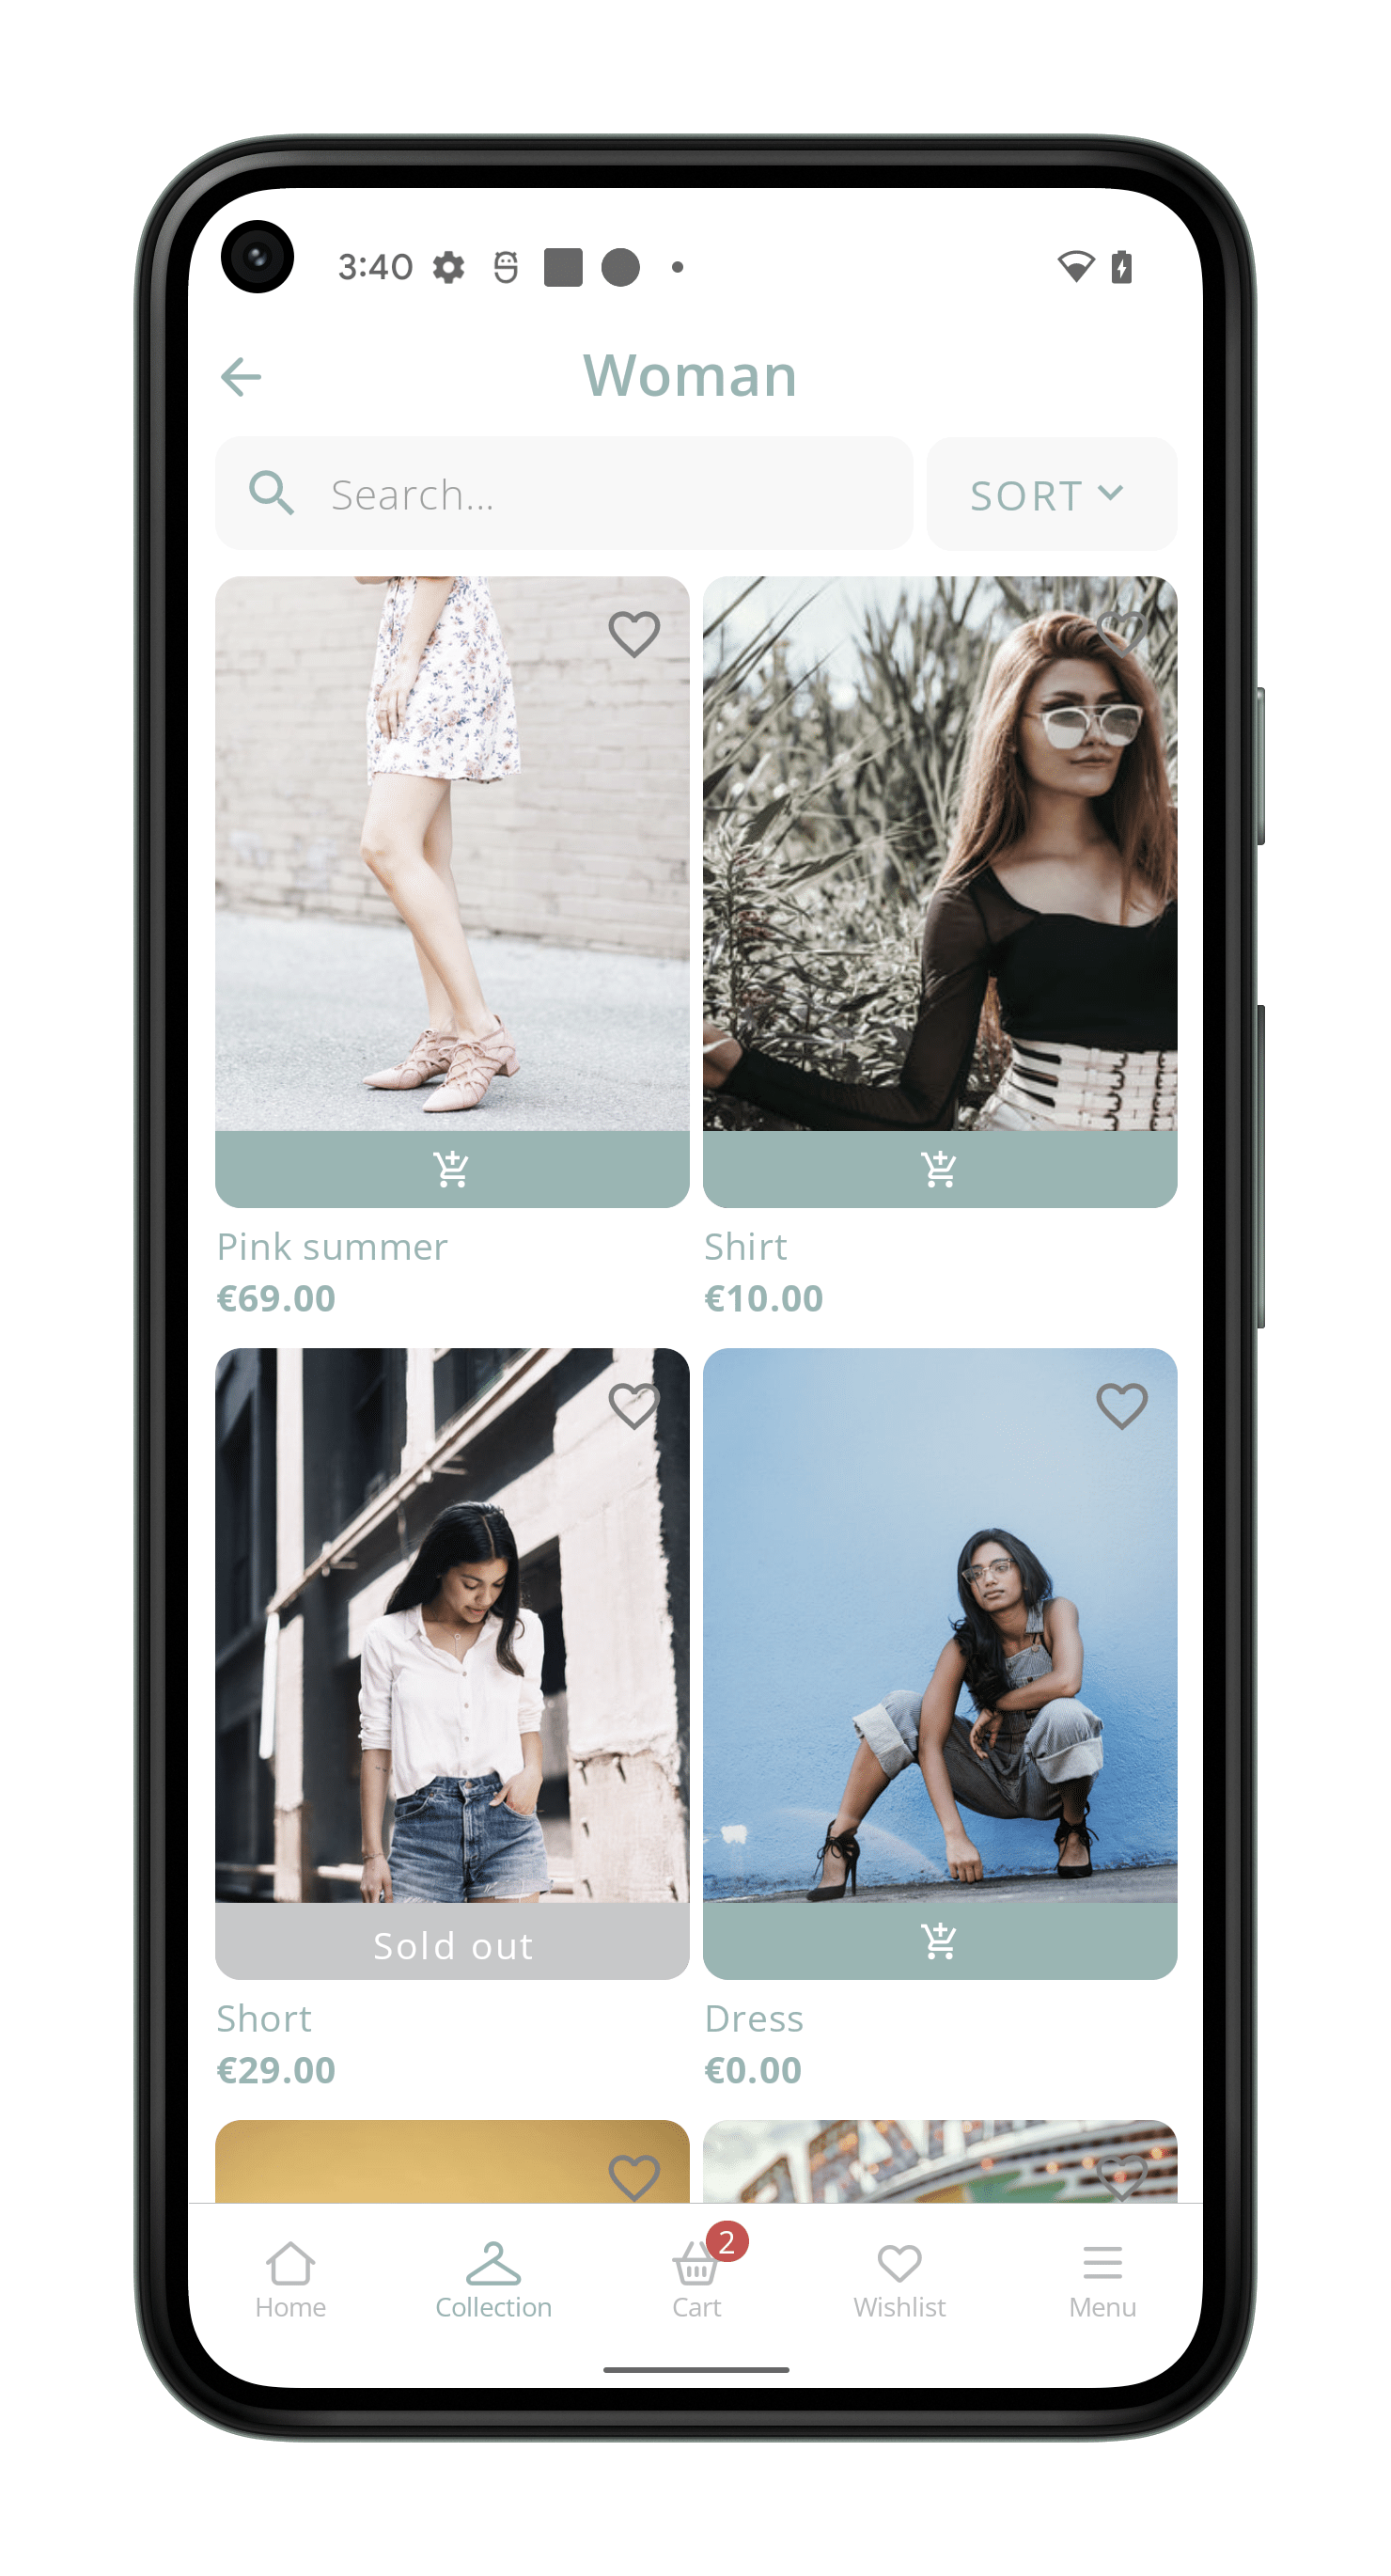 3:40
Woman
Search...
SORT
Pink summer
Shirt
€69.00
€10.00
Sold out
Short
Dress
€29.00
€0.00
2
Home
Collection
Cart
Wishlist
Menu